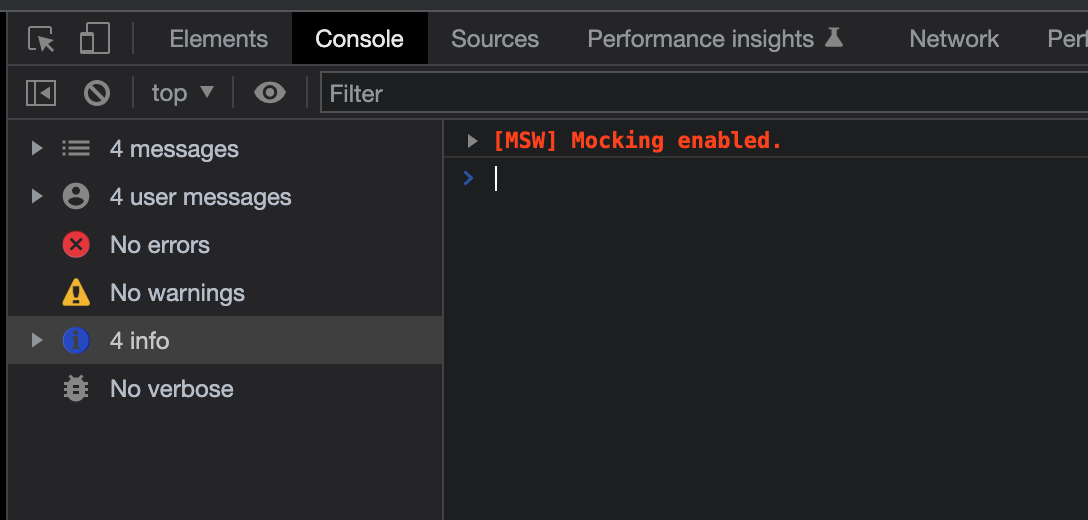 Elements Console Sources Performance insights Network Perf
top Filter
4 messages
[MSW] Mocking enabled.
4 user messages
No errors
No warnings
4 info
No verbose